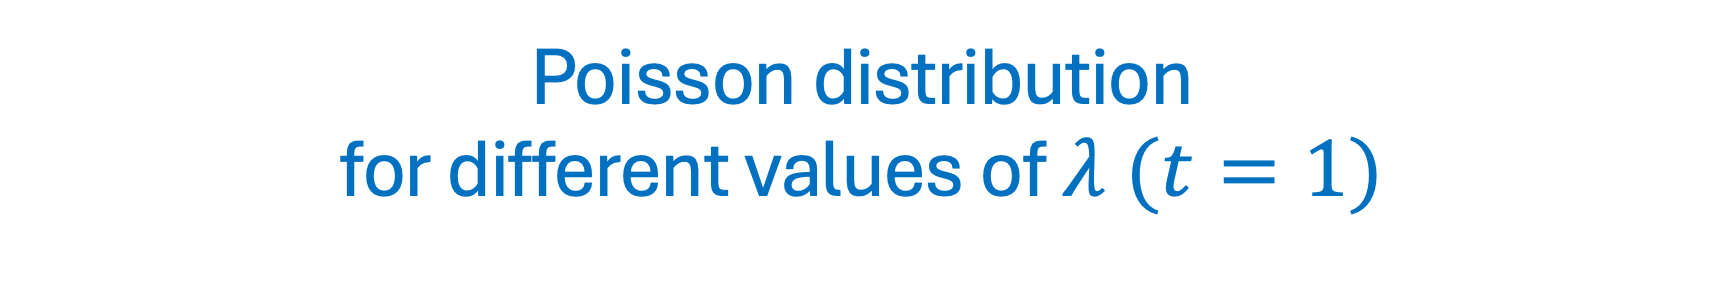 Poisson distribution
for different values of λ (t = 1)